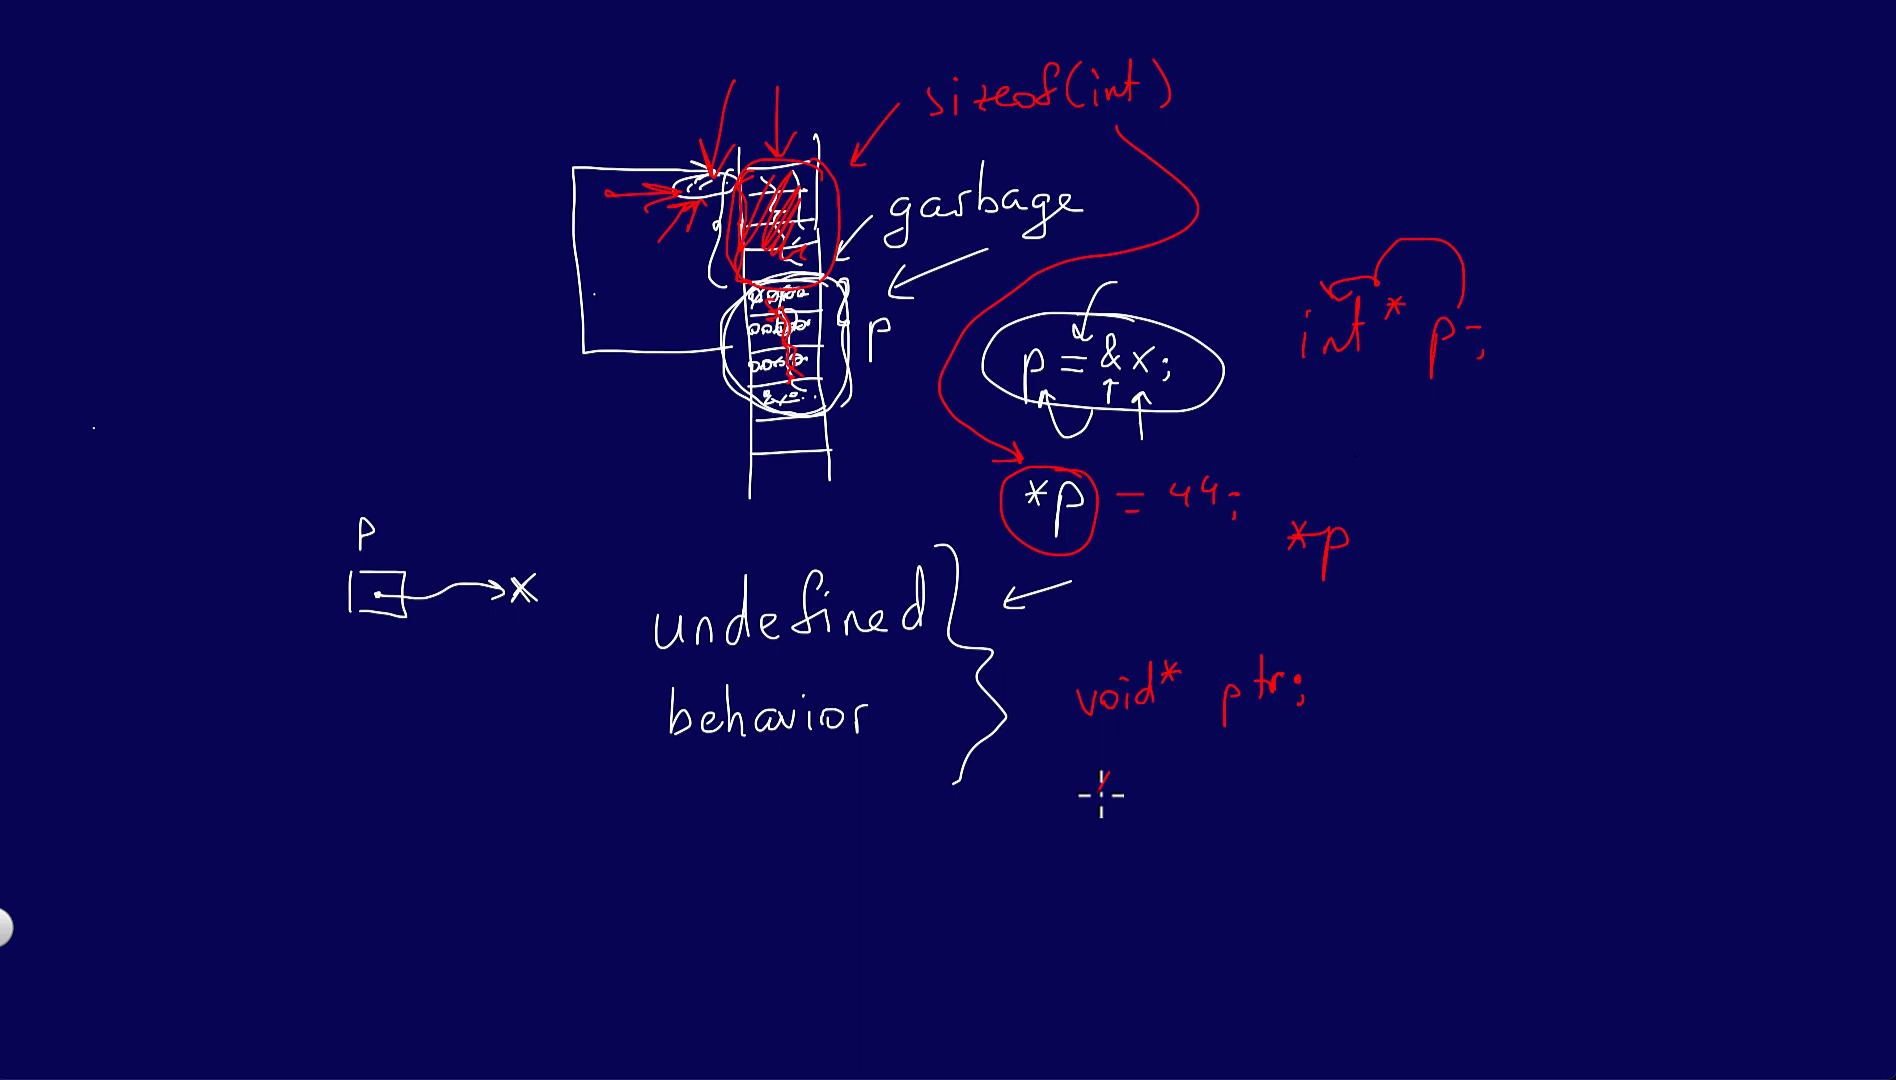 sizeof(int)
garbage
p
int * p;
p = &x;
*p = 44;
*p
p
x
undefined
behavior
void* ptr;